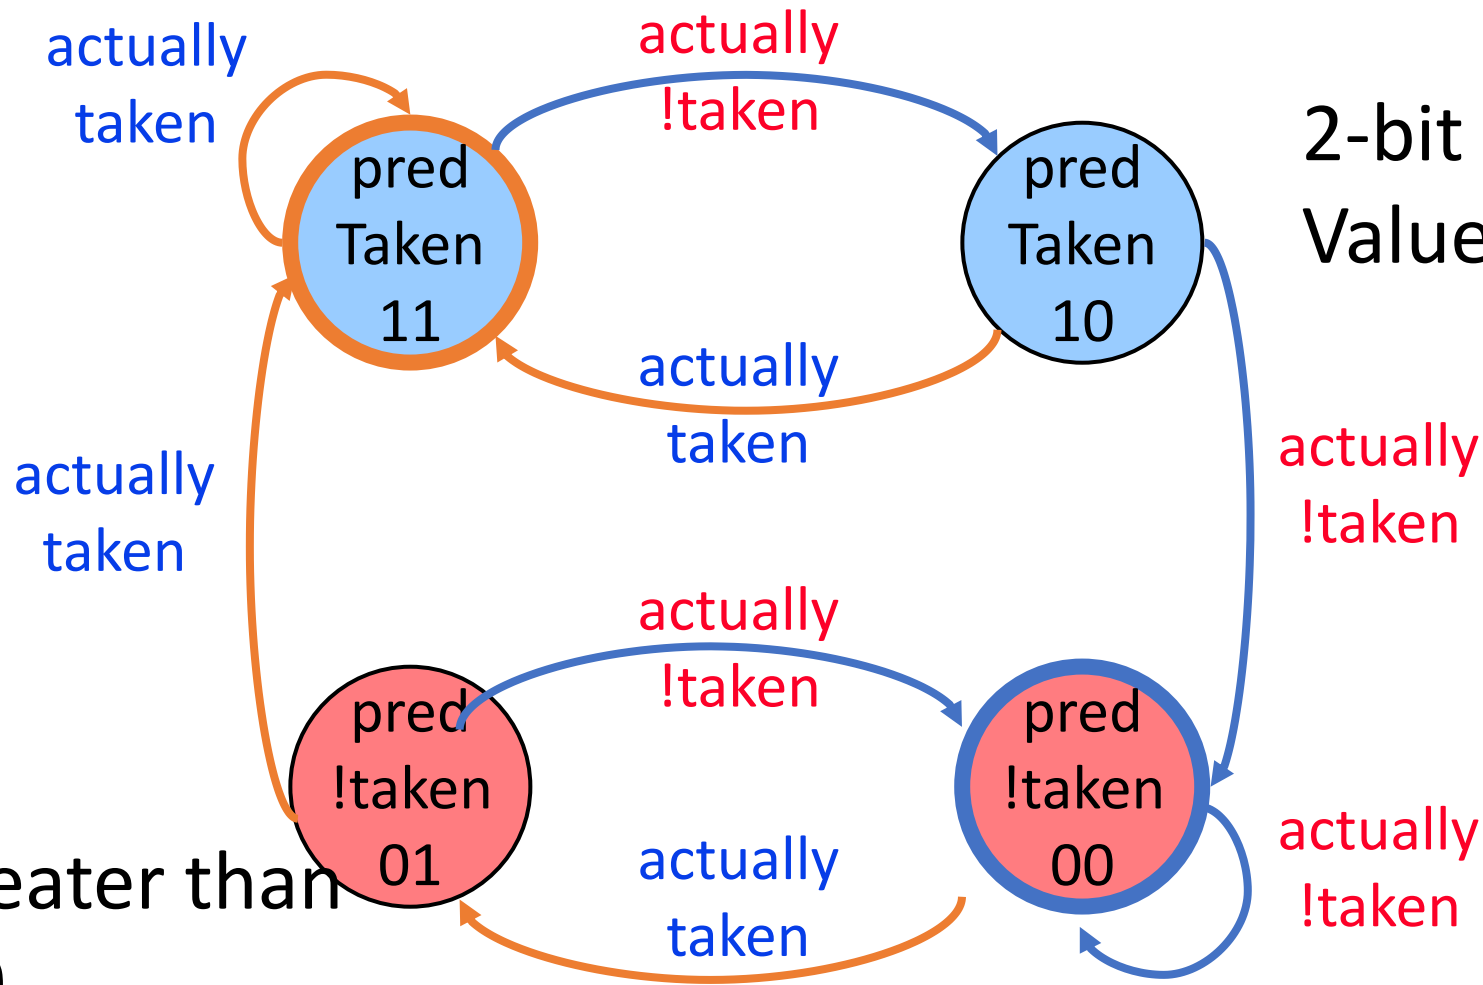 actually
taken
actually
!taken
pred
Taken
11
pred
Taken
10
2-bit
Value
actually
taken
actually
taken
actually
!taken
actually
!taken
pred
!taken
01
pred
!taken
00
actually
taken
actually
!taken
eater than